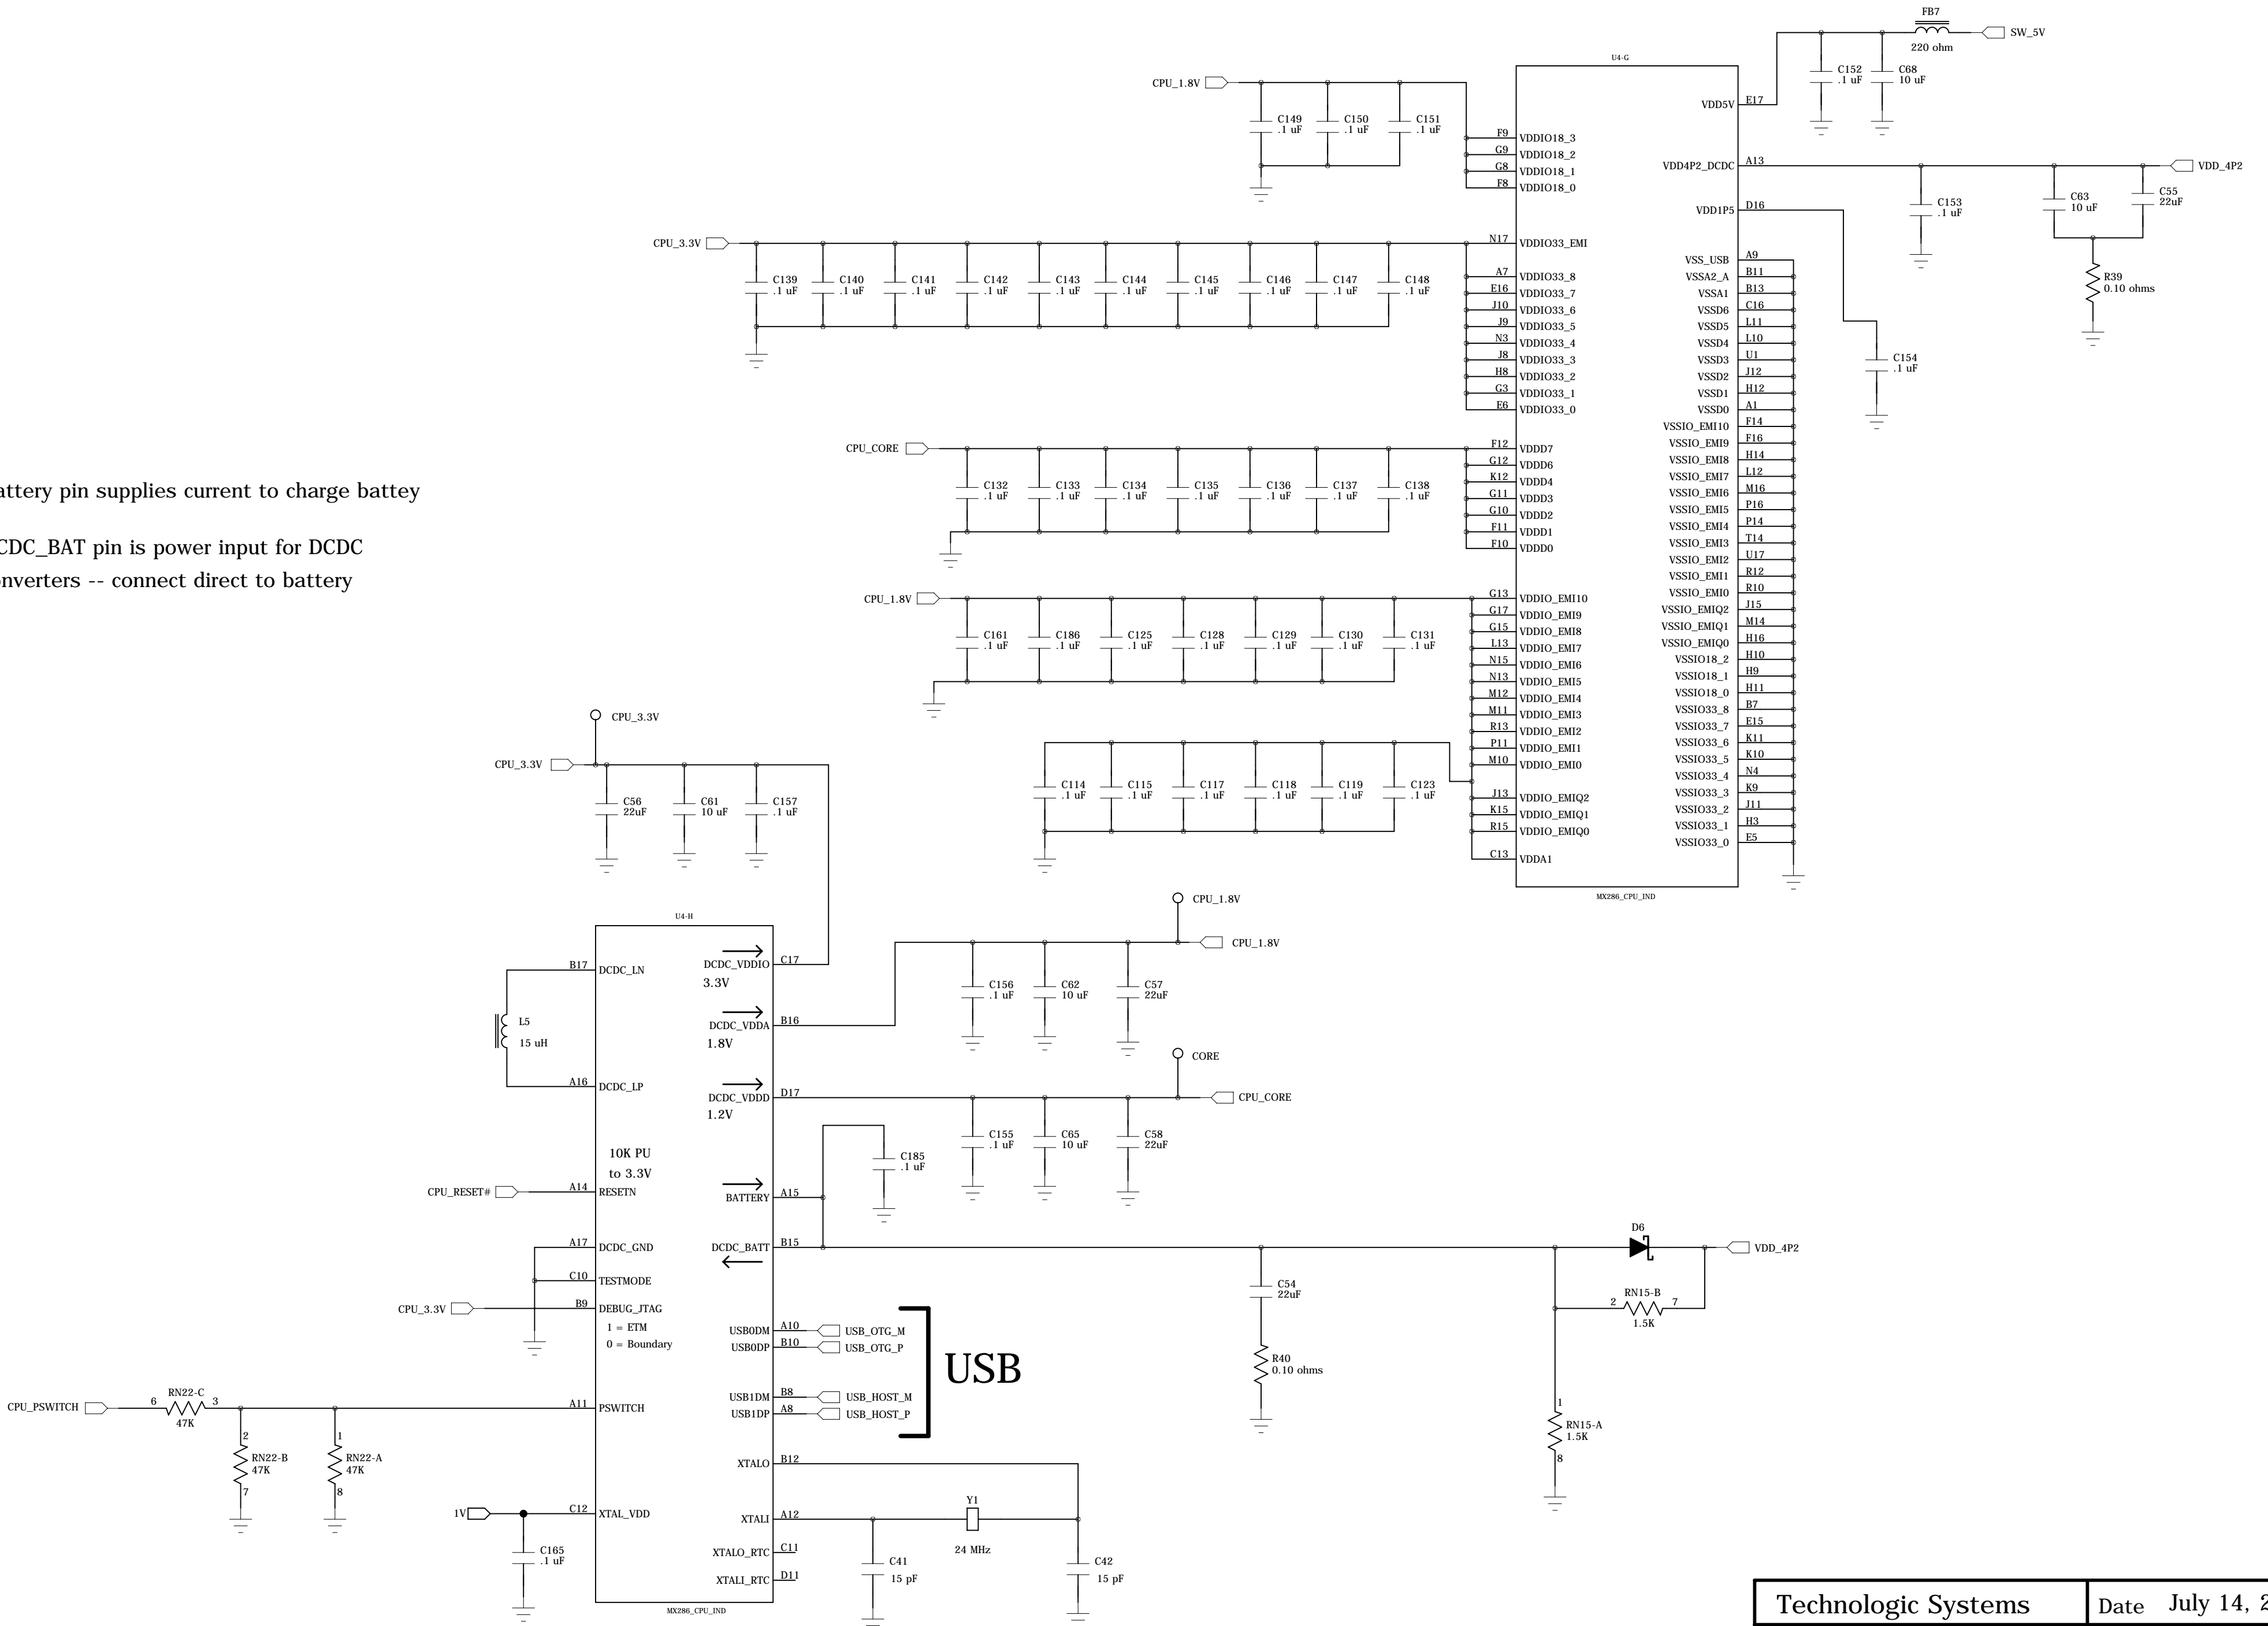 FB7
SW_5V
220 ohm
U4-G
CPU_1.8V
C152
.1 uF
C68
10 uF
VDD5V
E17
C149
.1 uF
C150
.1 uF
C151
.1 uF
F9 VDDIO18_3
G9 VDDIO18_2
G8 VDDIO18_1
F8 VDDIO18_0
VDD4P2_DCDC A13
VDD_4P2
C153
.1 uF
C63
10 uF
C55
22uF
VDD1P5 D16
R39
0.10 ohms
C154
.1 uF
CPU_3.3V
N17 VDDIO33_EMI
C139
.1 uF
C140
.1 uF
C141
.1 uF
C142
.1 uF
C143
.1 uF
C144
.1 uF
C145
.1 uF
C146
.1 uF
C147
.1 uF
C148
.1 uF
A7 VDDIO33_8
E16 VDDIO33_7
J10 VDDIO33_6
J9 VDDIO33_5
N3 VDDIO33_4
J8 VDDIO33_3
H8 VDDIO33_2
G3 VDDIO33_1
E6 VDDIO33_0
VSS_USB A9
VSSA2_A B11
VSSA1 B13
VSSD6 C16
VSSD5 L11
VSSD4 L10
VSSD3 U1
VSSD2 J12
VSSD1 H12
VSSD0 A1
VSSIO_EMI10 F14
VSSIO_EMI9 F16
VSSIO_EMI8 H14
VSSIO_EMI7 L12
VSSIO_EMI6 M16
VSSIO_EMI5 P16
VSSIO_EMI4 P14
VSSIO_EMI3 T14
VSSIO_EMI2 U17
VSSIO_EMI1 R12
VSSIO_EMI0 R10
VSSIO_EMIQ2 J15
VSSIO_EMIQ1 M14
VSSIO_EMIQ0 H16
VSSIO18_2 H10
VSSIO18_1 H9
VSSIO18_0 H11
VSSIO33_8 B7
VSSIO33_7 E15
VSSIO33_6 K11
VSSIO33_5 K10
VSSIO33_4 N4
VSSIO33_3 K9
VSSIO33_2 J11
VSSIO33_1 H3
VSSIO33_0 E5
CPU_CORE
C132
.1 uF
C133
.1 uF
C134
.1 uF
C135
.1 uF
C136
.1 uF
C137
.1 uF
C138
.1 uF
F12 VDDD7
G12 VDDD6
K12 VDDD4
G11 VDDD3
G10 VDDD2
F11 VDDD1
F10 VDDD0
attery pin supplies current to charge battey
CDC_BAT pin is power input for DCDC
onverters -- connect direct to battery
CPU_1.8V
C161
.1 uF
C186
.1 uF
C125
.1 uF
C128
.1 uF
C129
.1 uF
C130
.1 uF
C131
.1 uF
G13 VDDIO_EMI10
G17 VDDIO_EMI9
G15 VDDIO_EMI8
L13 VDDIO_EMI7
N15 VDDIO_EMI6
N13 VDDIO_EMI5
M12 VDDIO_EMI4
M11 VDDIO_EMI3
R13 VDDIO_EMI2
P11 VDDIO_EMI1
M10 VDDIO_EMI0
C114
.1 uF
C115
.1 uF
C117
.1 uF
C118
.1 uF
C119
.1 uF
C123
.1 uF
J13 VDDIO_EMIQ2
K15 VDDIO_EMIQ1
R15 VDDIO_EMIQ0
C13 VDDA1
MX286_CPU_IND
CPU_3.3V
CPU_3.3V
C56
22uF
C61
10 uF
C157
.1 uF
U4-H
B17 DCDC_LN
L5
15 uH
A16 DCDC_LP
DCDC_VDDIO C17
3.3V
DCDC_VDDA B16
1.8V
DCDC_VDDD D17
1.2V
CPU_1.8V
CPU_1.8V
C156
.1 uF
C62
10 uF
C57
22uF
CORE
CPU_CORE
C155
.1 uF
C65
10 uF
C58
22uF
C185
.1 uF
10K PU
to 3.3V
CPU_RESET#
A14 RESETN
BATTERY A15
A17 DCDC_GND
DCDC_BATT B15
C10 TESTMODE
CPU_3.3V
B9 DEBUG_JTAG
1 = ETM
0 = Boundary
D6
VDD_4P2
2 RN15-B 7
1.5K
C54
22uF
R40
0.10 ohms
1
RN15-A
1.5K
8
USB0DM A10 USB_OTG_M
USB0DP B10 USB_OTG_P
USB1DM B8 USB_HOST_M
USB1DP A8 USB_HOST_P
USB
CPU_PSWITCH
6 RN22-C 3
47K
A11 PSWITCH
2
RN22-B
47K
7
1
RN22-A
47K
8
XTALO B12
1V
C12 XTAL_VDD
C165
.1 uF
XTALI A12
Y1
24 MHz
XTALO_RTC C11
XTALI_RTC D11
C41
15 pF
C42
15 pF
MX286_CPU_IND
Technologic Systems
Date July 14, 2